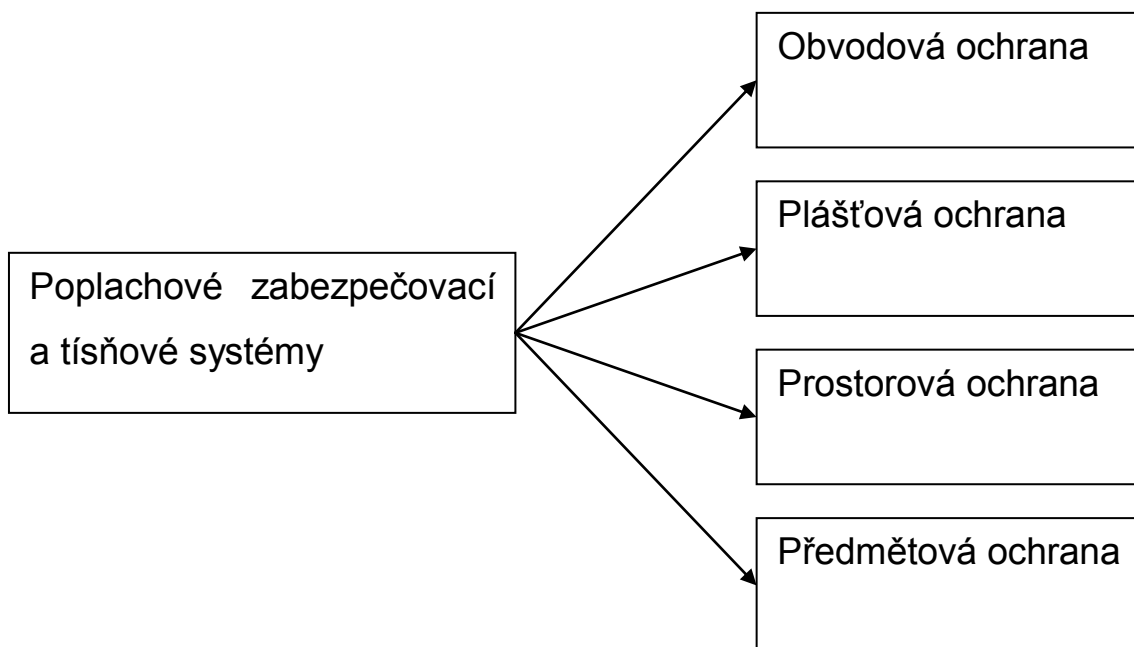 Obvodová ochrana
Plášťová ochrana
Poplachové zabezpečovací
a tísňové systémy
Prostorová ochrana
Předmětová ochrana